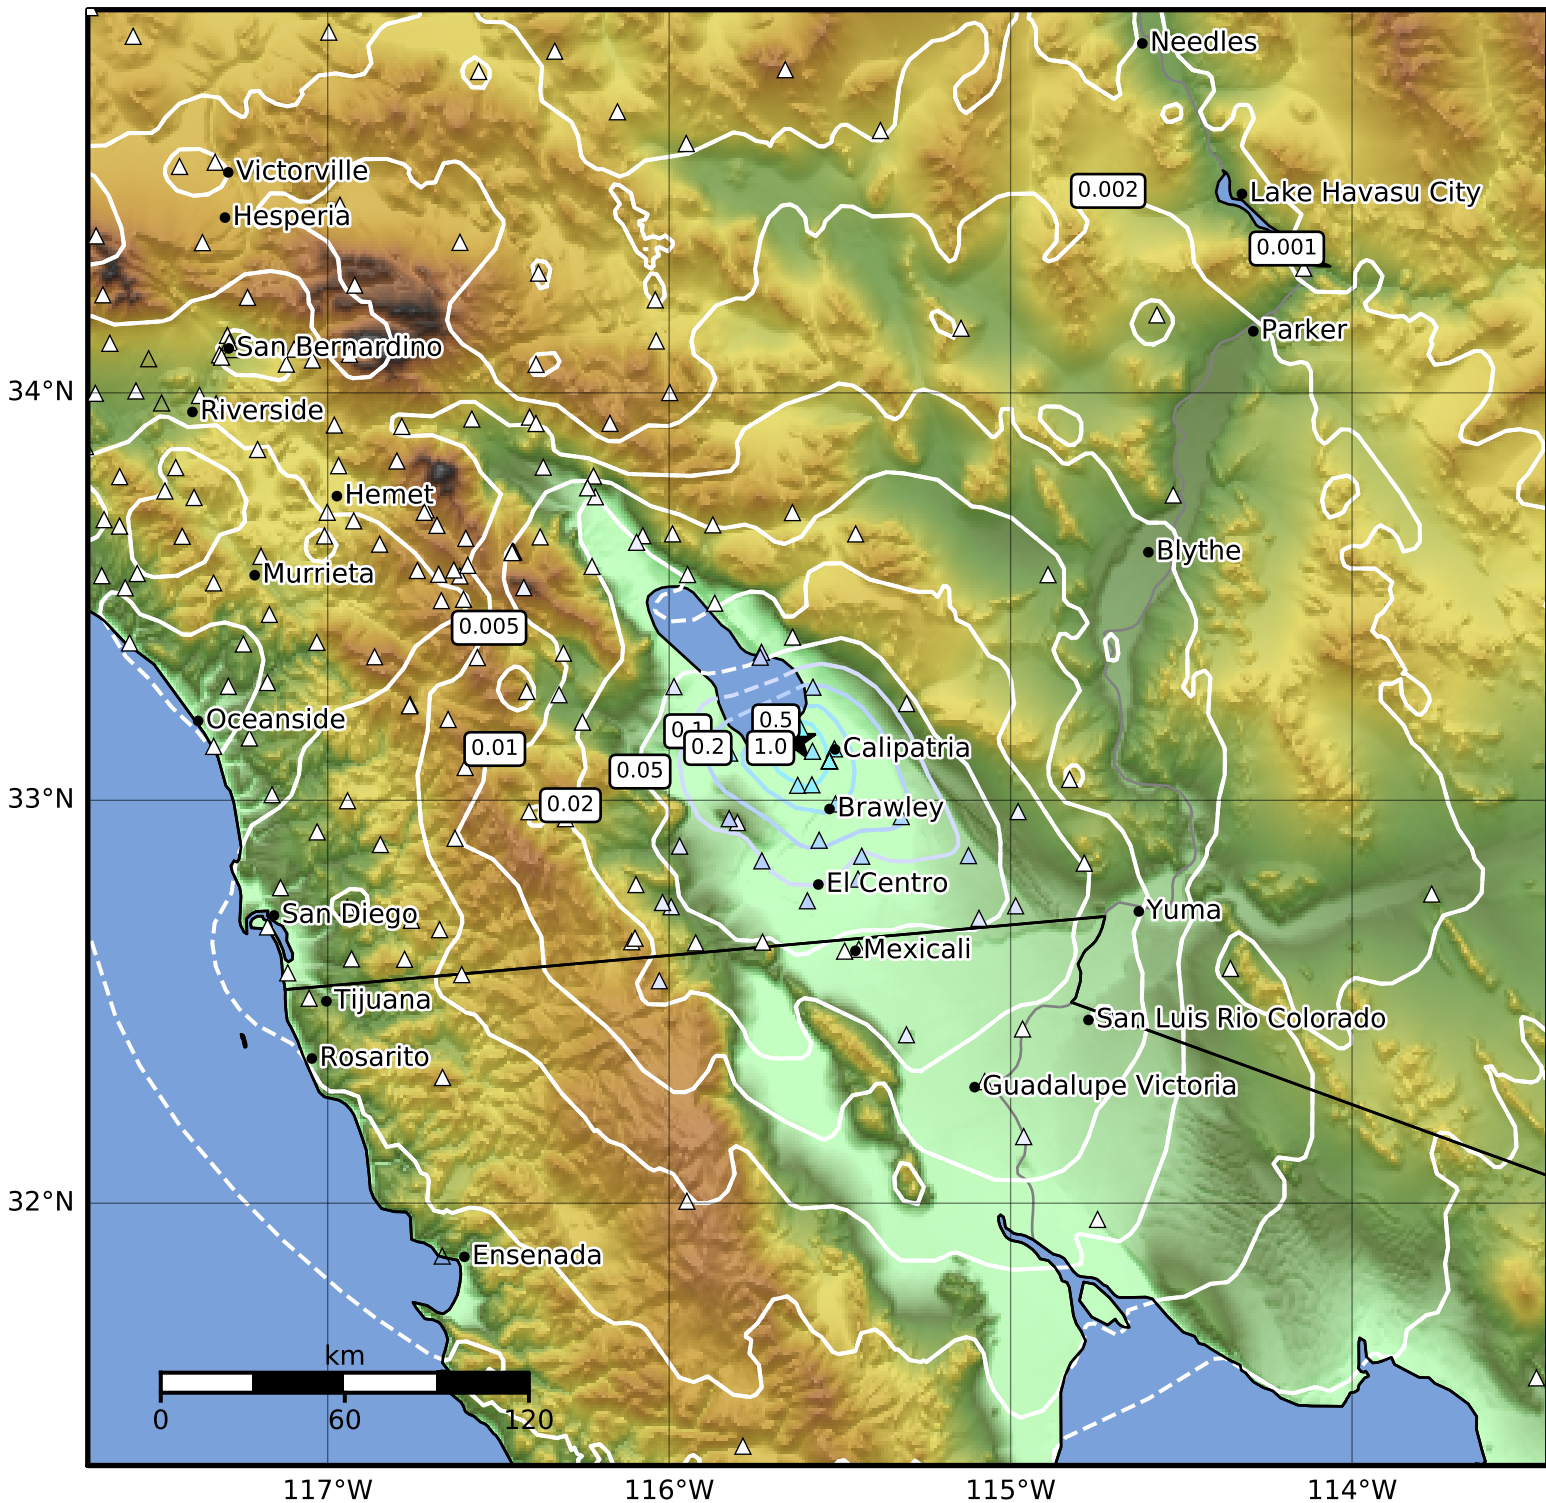 Needles
Victorville
0.002
Lake Havasu City
Hesperia
0.001
Parker
San Bernardino
34°N
Riverside
Hemet
Blythe
Murrieta
0.005
Oceanside
0.1
0.5
0.01
0.2
1.0
Calipatria
0.05
33°N
0.02
Brawley
El Centro
San Diego
Yuma
Mexicali
Tijuana
San Luis Rio Colorado
Rosarito
Guadalupe Victoria
32°N
Ensenada
km
0 60 120
117°W 116°W 115°W 114°W